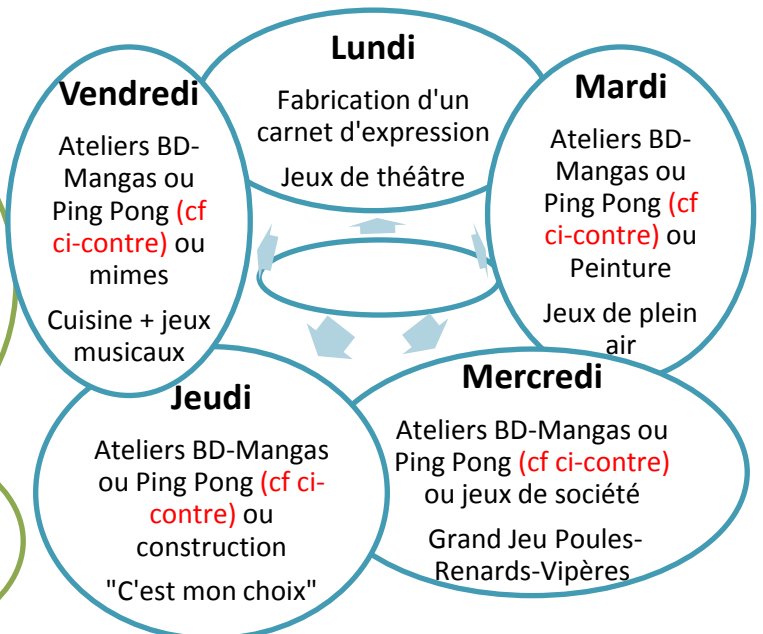 Lundi
Fabrication d'un
carnet d'expression
Jeux de théâtre
Mardi
Ateliers BD-
Mangas ou
Ping Pong (cf
ci-contre) ou
Peinture
Jeux de plein
air
Mercredi
Ateliers BD-Mangas ou
Ping Pong (cf ci-contre)
ou jeux de société
Grand Jeu Poules-
Renards-Vipères
Jeudi
Ateliers BD-Mangas
ou Ping Pong (cf ci-
contre) ou
construction
"C'est mon choix"
Vendredi
Ateliers BD-
Mangas ou
Ping Pong (cf
ci-contre) ou
mimes
Cuisine + jeux
musicaux